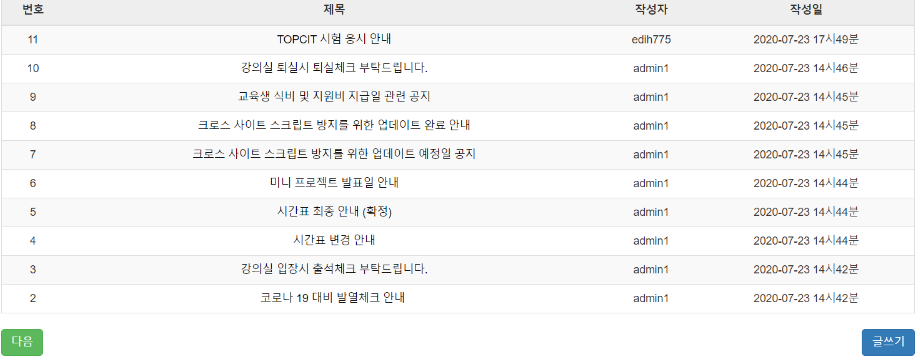 번호 제목 작성자 작성일
11 TOPCIT 시험 응시 안내 edih775 2020-07-23 17시49분
10 강의실 퇴실시 퇴실체크 부탁드립니다. admin1 2020-07-23 14시46분
9 교육생 식비 및 지원비 지급일 관련 공지 admin1 2020-07-23 14시45분
8 크로스 사이트 스크립트 방지를 위한 업데이트 완료 안내 admin1 2020-07-23 14시45분
7 크로스 사이트 스크립트 방지를 위한 업데이트 예정일 공지 admin1 2020-07-23 14시45분
6 미니 프로젝트 발표일 안내 admin1 2020-07-23 14시44분
5 시간표 최종 안내 (확정) admin1 2020-07-23 14시44분
4 시간표 변경 안내 admin1 2020-07-23 14시44분
3 강의실 입장시 출석체크 부탁드립니다. admin1 2020-07-23 14시42분
2 코로나 19 대비 발열체크 안내 admin1 2020-07-23 14시42분
다음 글쓰기